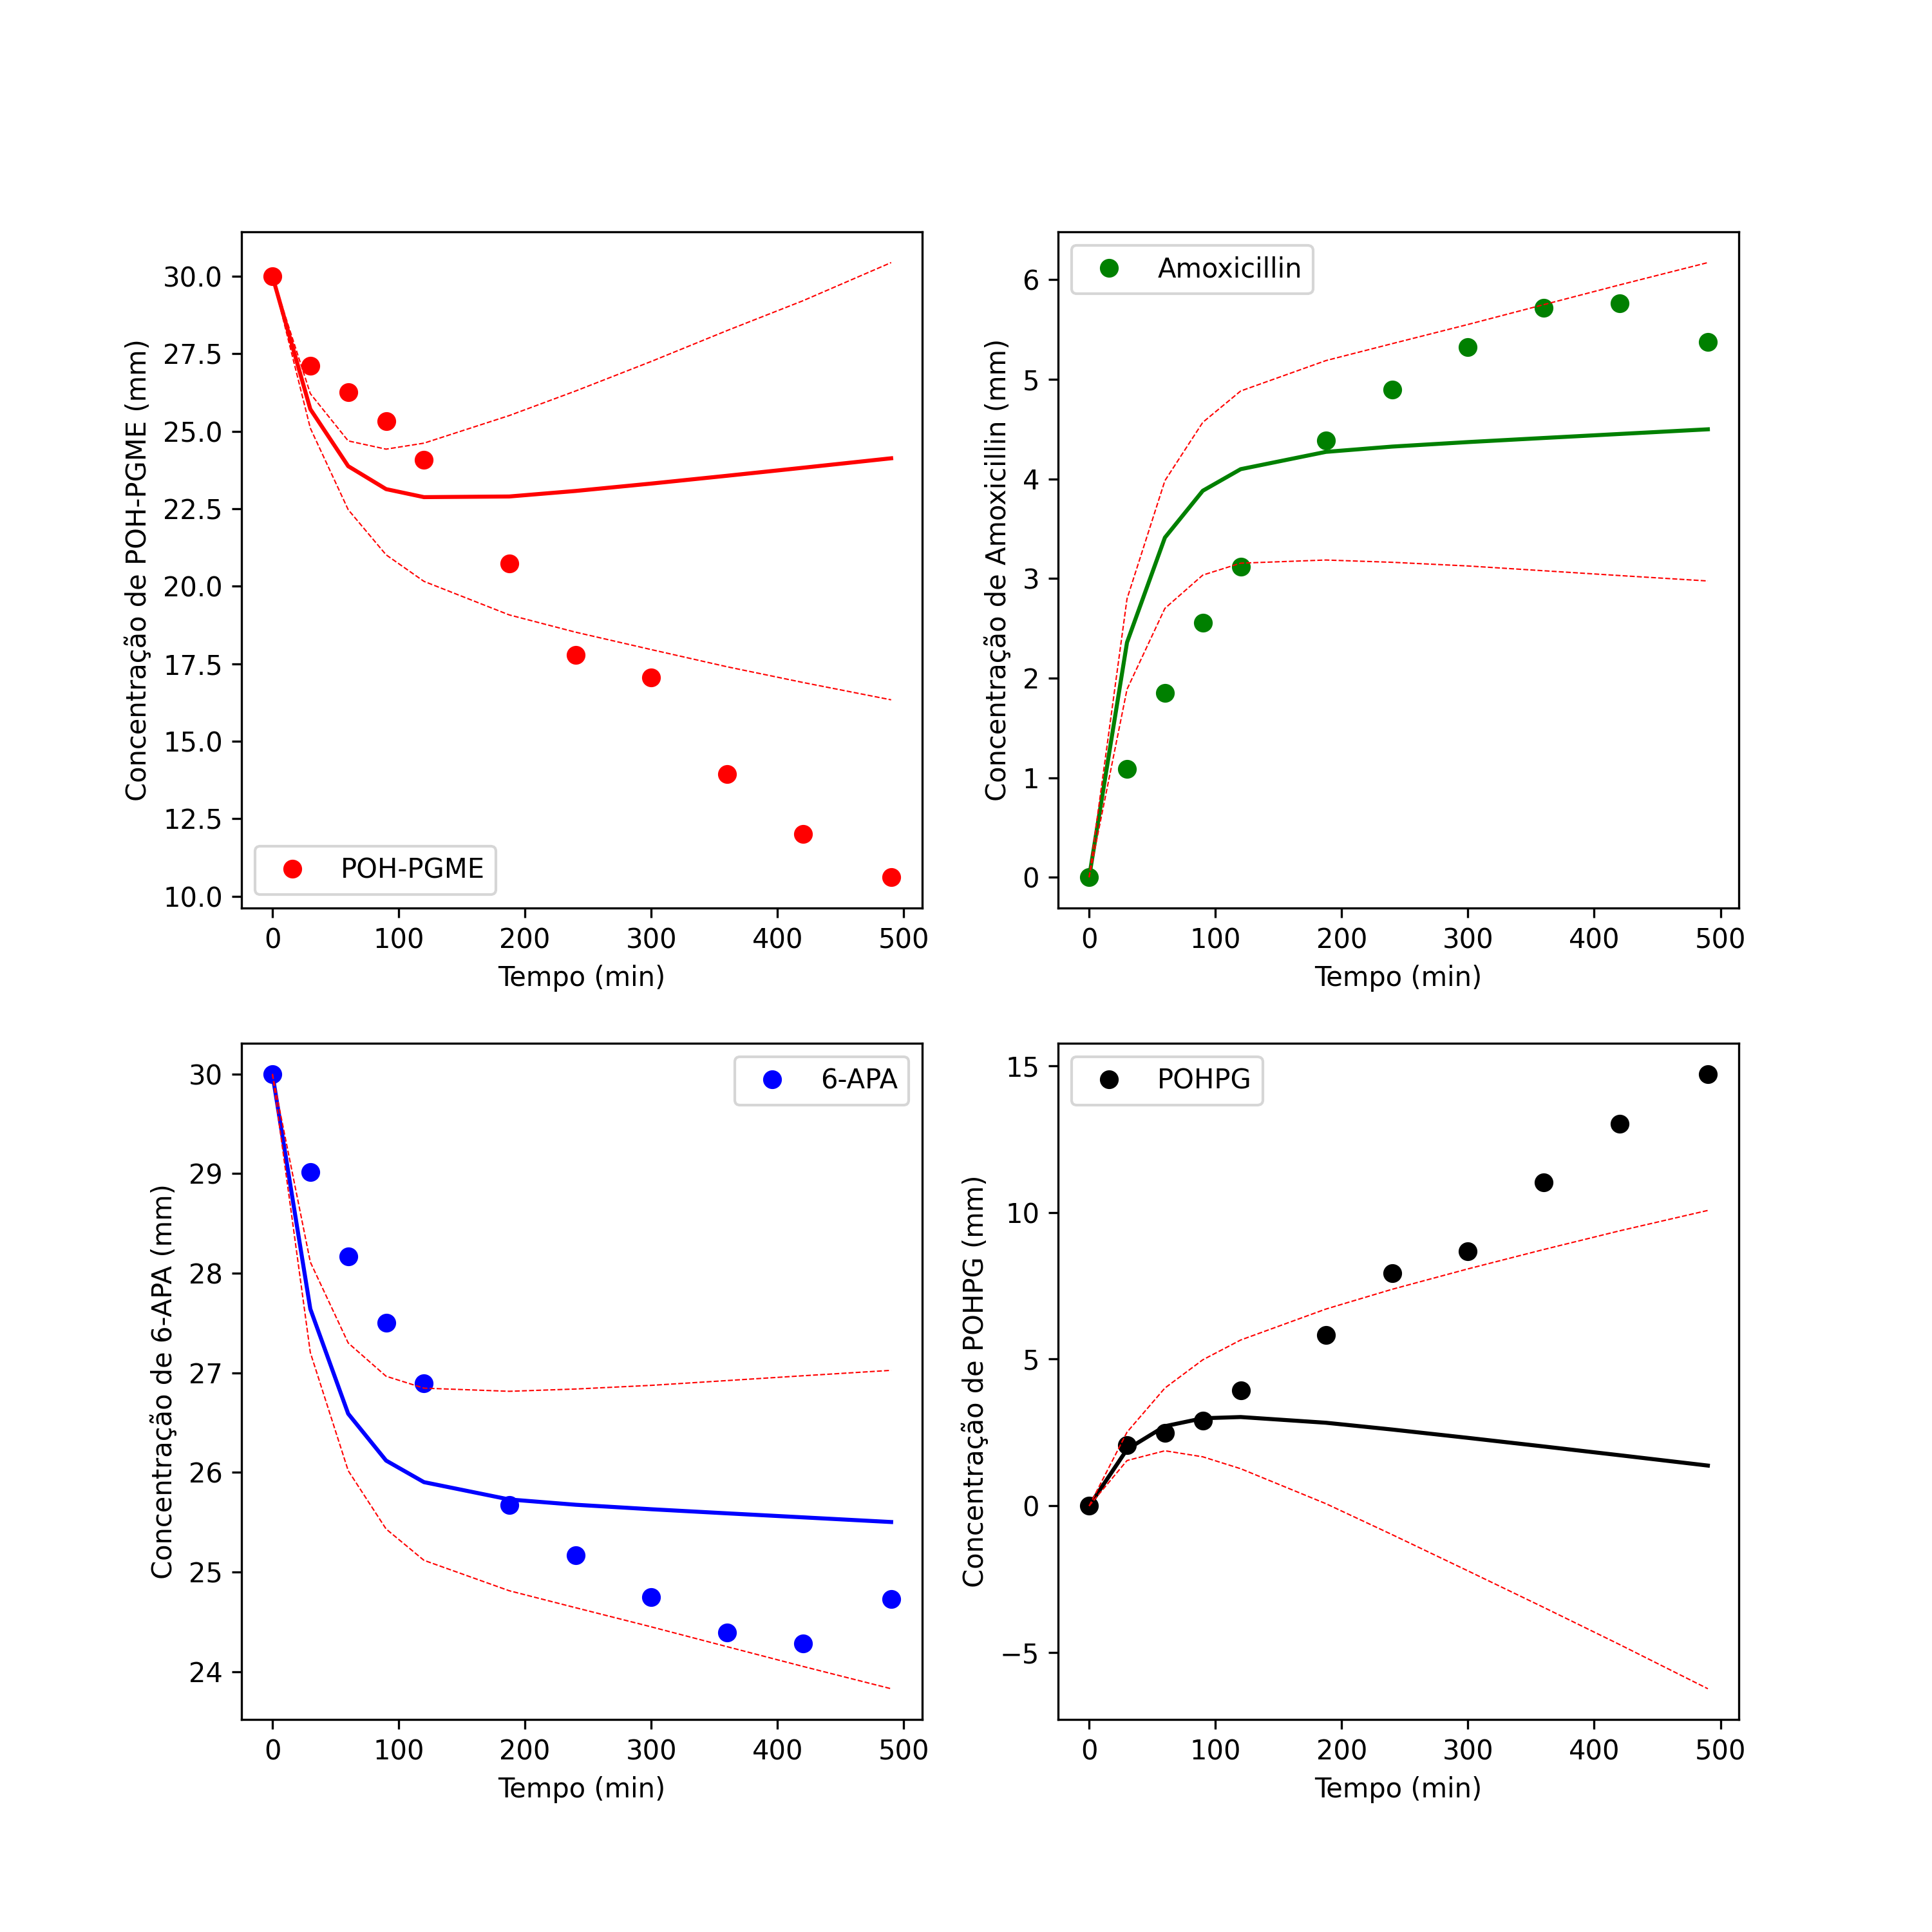 Concentração de POH-PGME (mm)
30.0
27.5
25.0
22.5
20.0
17.5
15.0
12.5
10.0
POH-PGME
0 100 200 300 400 500
Tempo (min)
Concentração de Amoxicillin (mm)
6
5
4
3
2
1
0
Amoxicillin
0 100 200 300 400 500
Tempo (min)
Concentração de 6-APA (mm)
30
29
28
27
26
25
24
6-APA
0 100 200 300 400 500
Tempo (min)
Concentração de POHPG (mm)
15
10
5
0
−5
POHPG
0 100 200 300 400 500
Tempo (min)